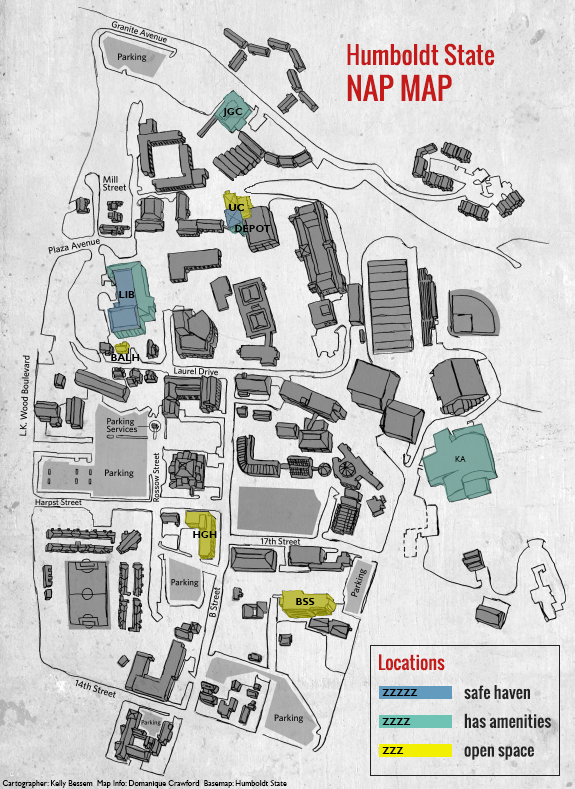 Granite Avenue
Parking
Humboldt State
NAP MAP
JGC
Mill
Street
UC
DEPOT
Plaza Avenue
LIB
BALH
Laurel Drive
L.K. Wood Boulevard
Parking
Services
Parking
Rossow Street
KA
Harpst Street
HGH
17th Street
Parking
B Street
Parking
BSS
14th Street
Parking
Parking
Locations
ZZZZZ safe haven
ZZZZ has amenities
ZZZ open space
Cartographer: Kelly Bessem Map Info: Domanique Crawford Basemap: Humboldt State